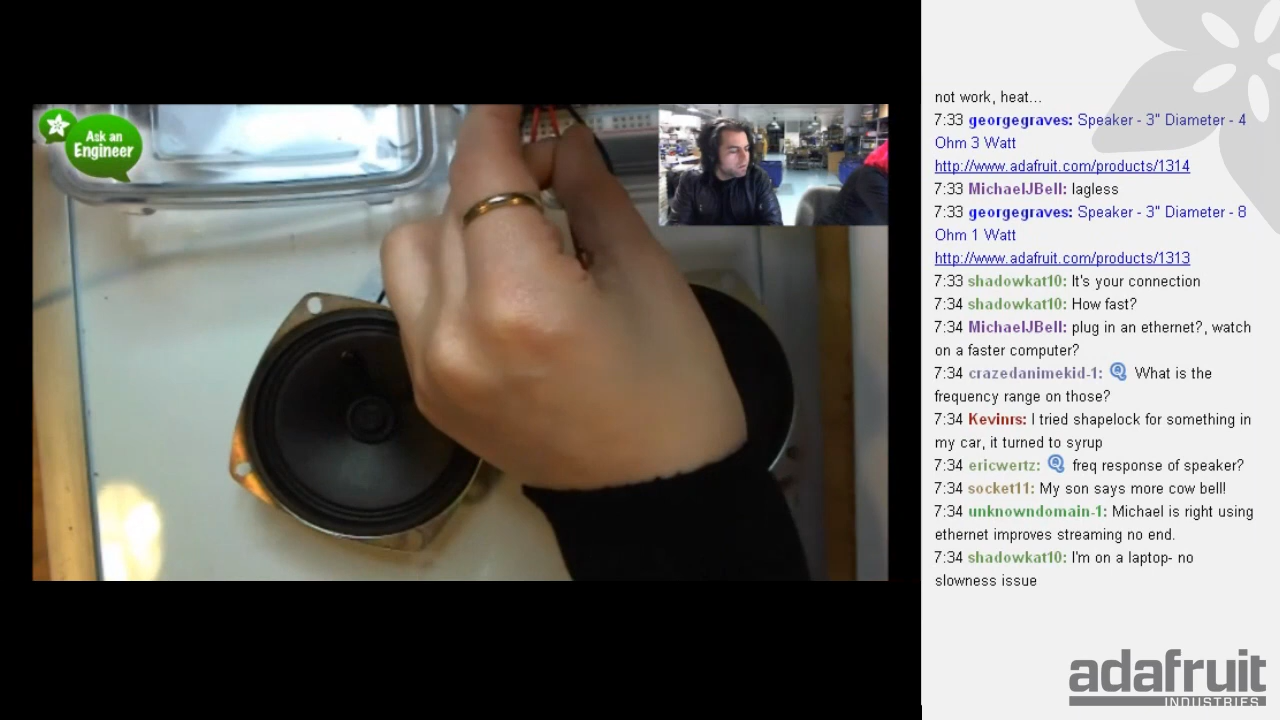 Ask an
Engineer
not work, heat...
7:33 georgegraves: Speaker - 3" Diameter - 4
Ohm 3 Watt
http://www.adafruit.com/products/1314
7:33 MichaelJBell: lagless
7:33 georgegraves: Speaker - 3" Diameter - 8
Ohm 1 Watt
http://www.adafruit.com/products/1313
7:33 shadowkat10: It's your connection
7:34 shadowkat10: How fast?
7:34 MichaelJBell: plug in an ethernet?, watch
on a faster computer?
7:34 crazedanimekid-1: What is the
frequency range on those?
7:34 Kevinrs: I tried shapelock for something in
my car, it turned to syrup
7:34 ericwertz: freq response of speaker?
7:34 socket11: My son says more cow bell!
7:34 unknowndomain-1: Michael is right using
ethernet improves streaming no end.
7:34 shadowkat10: I'm on a laptop- no
slowness issue
adafruit
INDUSTRIES